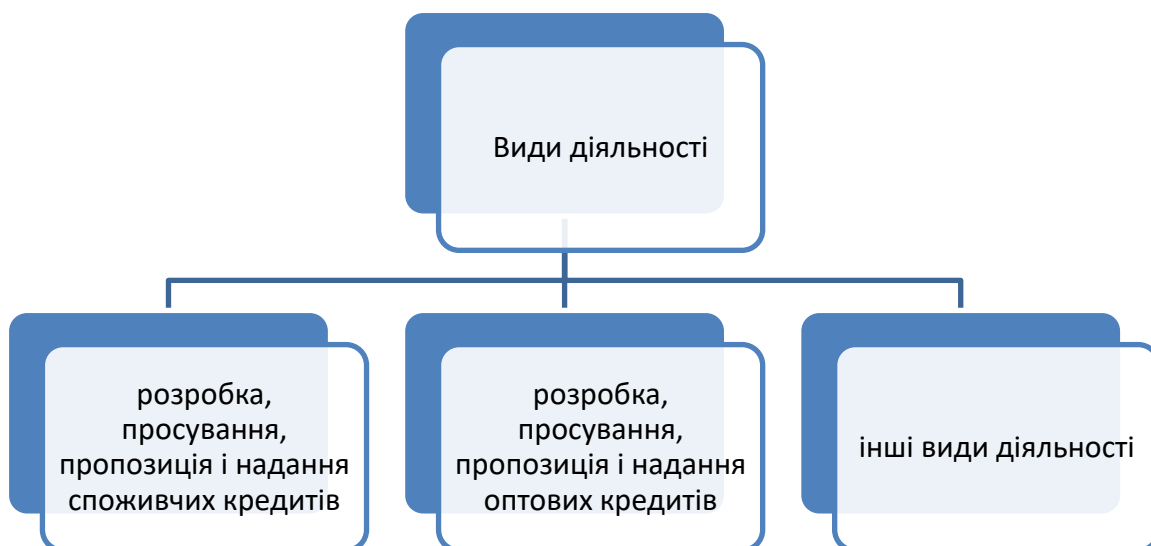 Види діяльності
розробка,
просування,
пропозиція і надання
споживчих кредитів
розробка,
просування,
пропозиція і надання
оптових кредитів
інші види діяльності